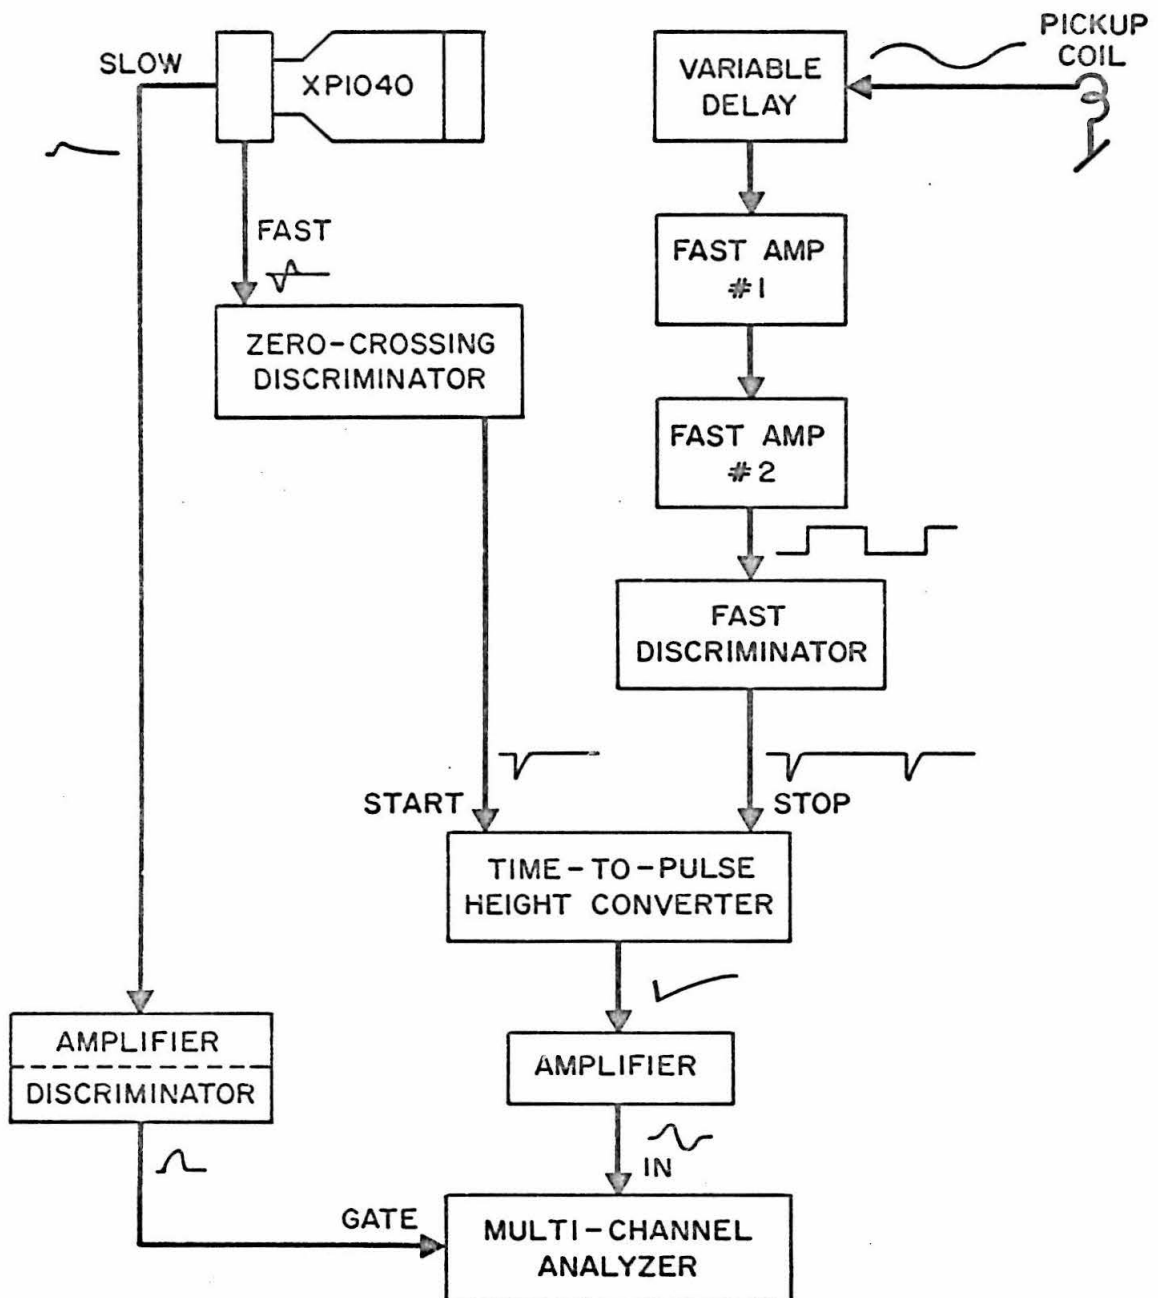 SLOW
XP1040
FAST
ZERO-CROSSING
DISCRIMINATOR
PICKUP
COIL
VARIABLE
DELAY
FAST AMP
#1
FAST AMP
#2
FAST
DISCRIMINATOR
START
STOP
TIME-TO-PULSE
HEIGHT CONVERTER
AMPLIFIER
DISCRIMINATOR
AMPLIFIER
IN
GATE
MULTI-CHANNEL
ANALYZER